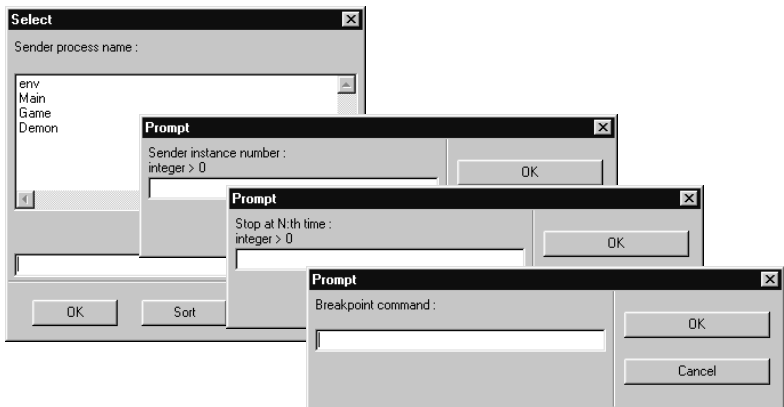 Select
Sender process name :
env
Main
Game
Demon
OK
Sort
Prompt
Sender instance number :
integer > 0
OK
Prompt
Stop at N:th time :
integer > 0
OK
Prompt
Breakpoint command :
OK
Cancel